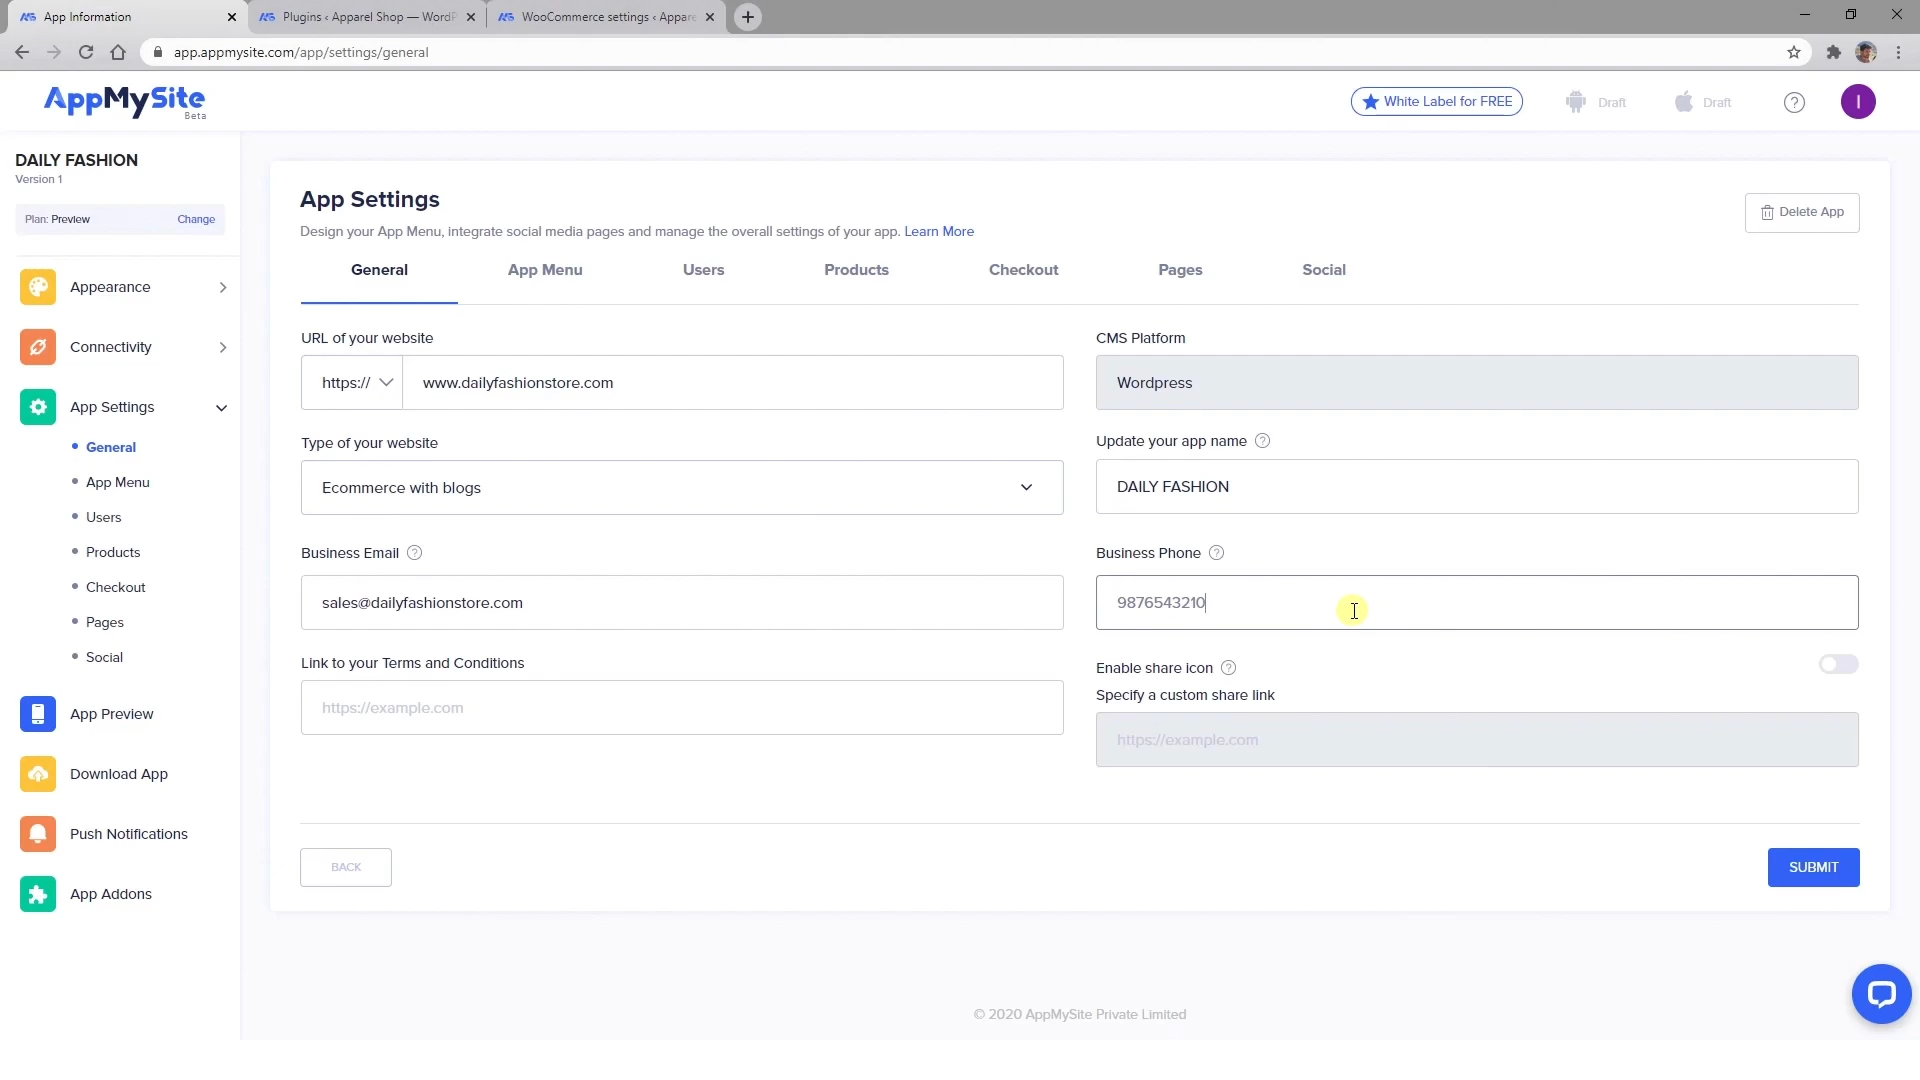 App Information
Plugins ‹ Apparel Shop — WordP
WooCommerce settings ‹ Appare
app.appmysite.com/app/settings/general
AppMySite
Beta
White Label for FREE
Draft
Draft
I
DAILY FASHION
Version 1
Plan: Preview Change
Appearance
Connectivity
App Settings
General
App Menu
Users
Products
Checkout
Pages
Social
App Preview
Download App
Push Notifications
App Addons
App Settings
Design your App Menu, integrate social media pages and manage the overall settings of your app. Learn More
Delete App
General App Menu Users Products Checkout Pages Social
URL of your website
https:// www.dailyfashionstore.com
CMS Platform
Wordpress
Type of your website
Ecommerce with blogs
Update your app name ?
DAILY FASHION
Business Email ?
sales@dailyfashionstore.com
Business Phone ?
9876543210
Link to your Terms and Conditions
https://example.com
Enable share icon ?
Specify a custom share link
https://example.com
BACK
SUBMIT
© 2020 AppMySite Private Limited